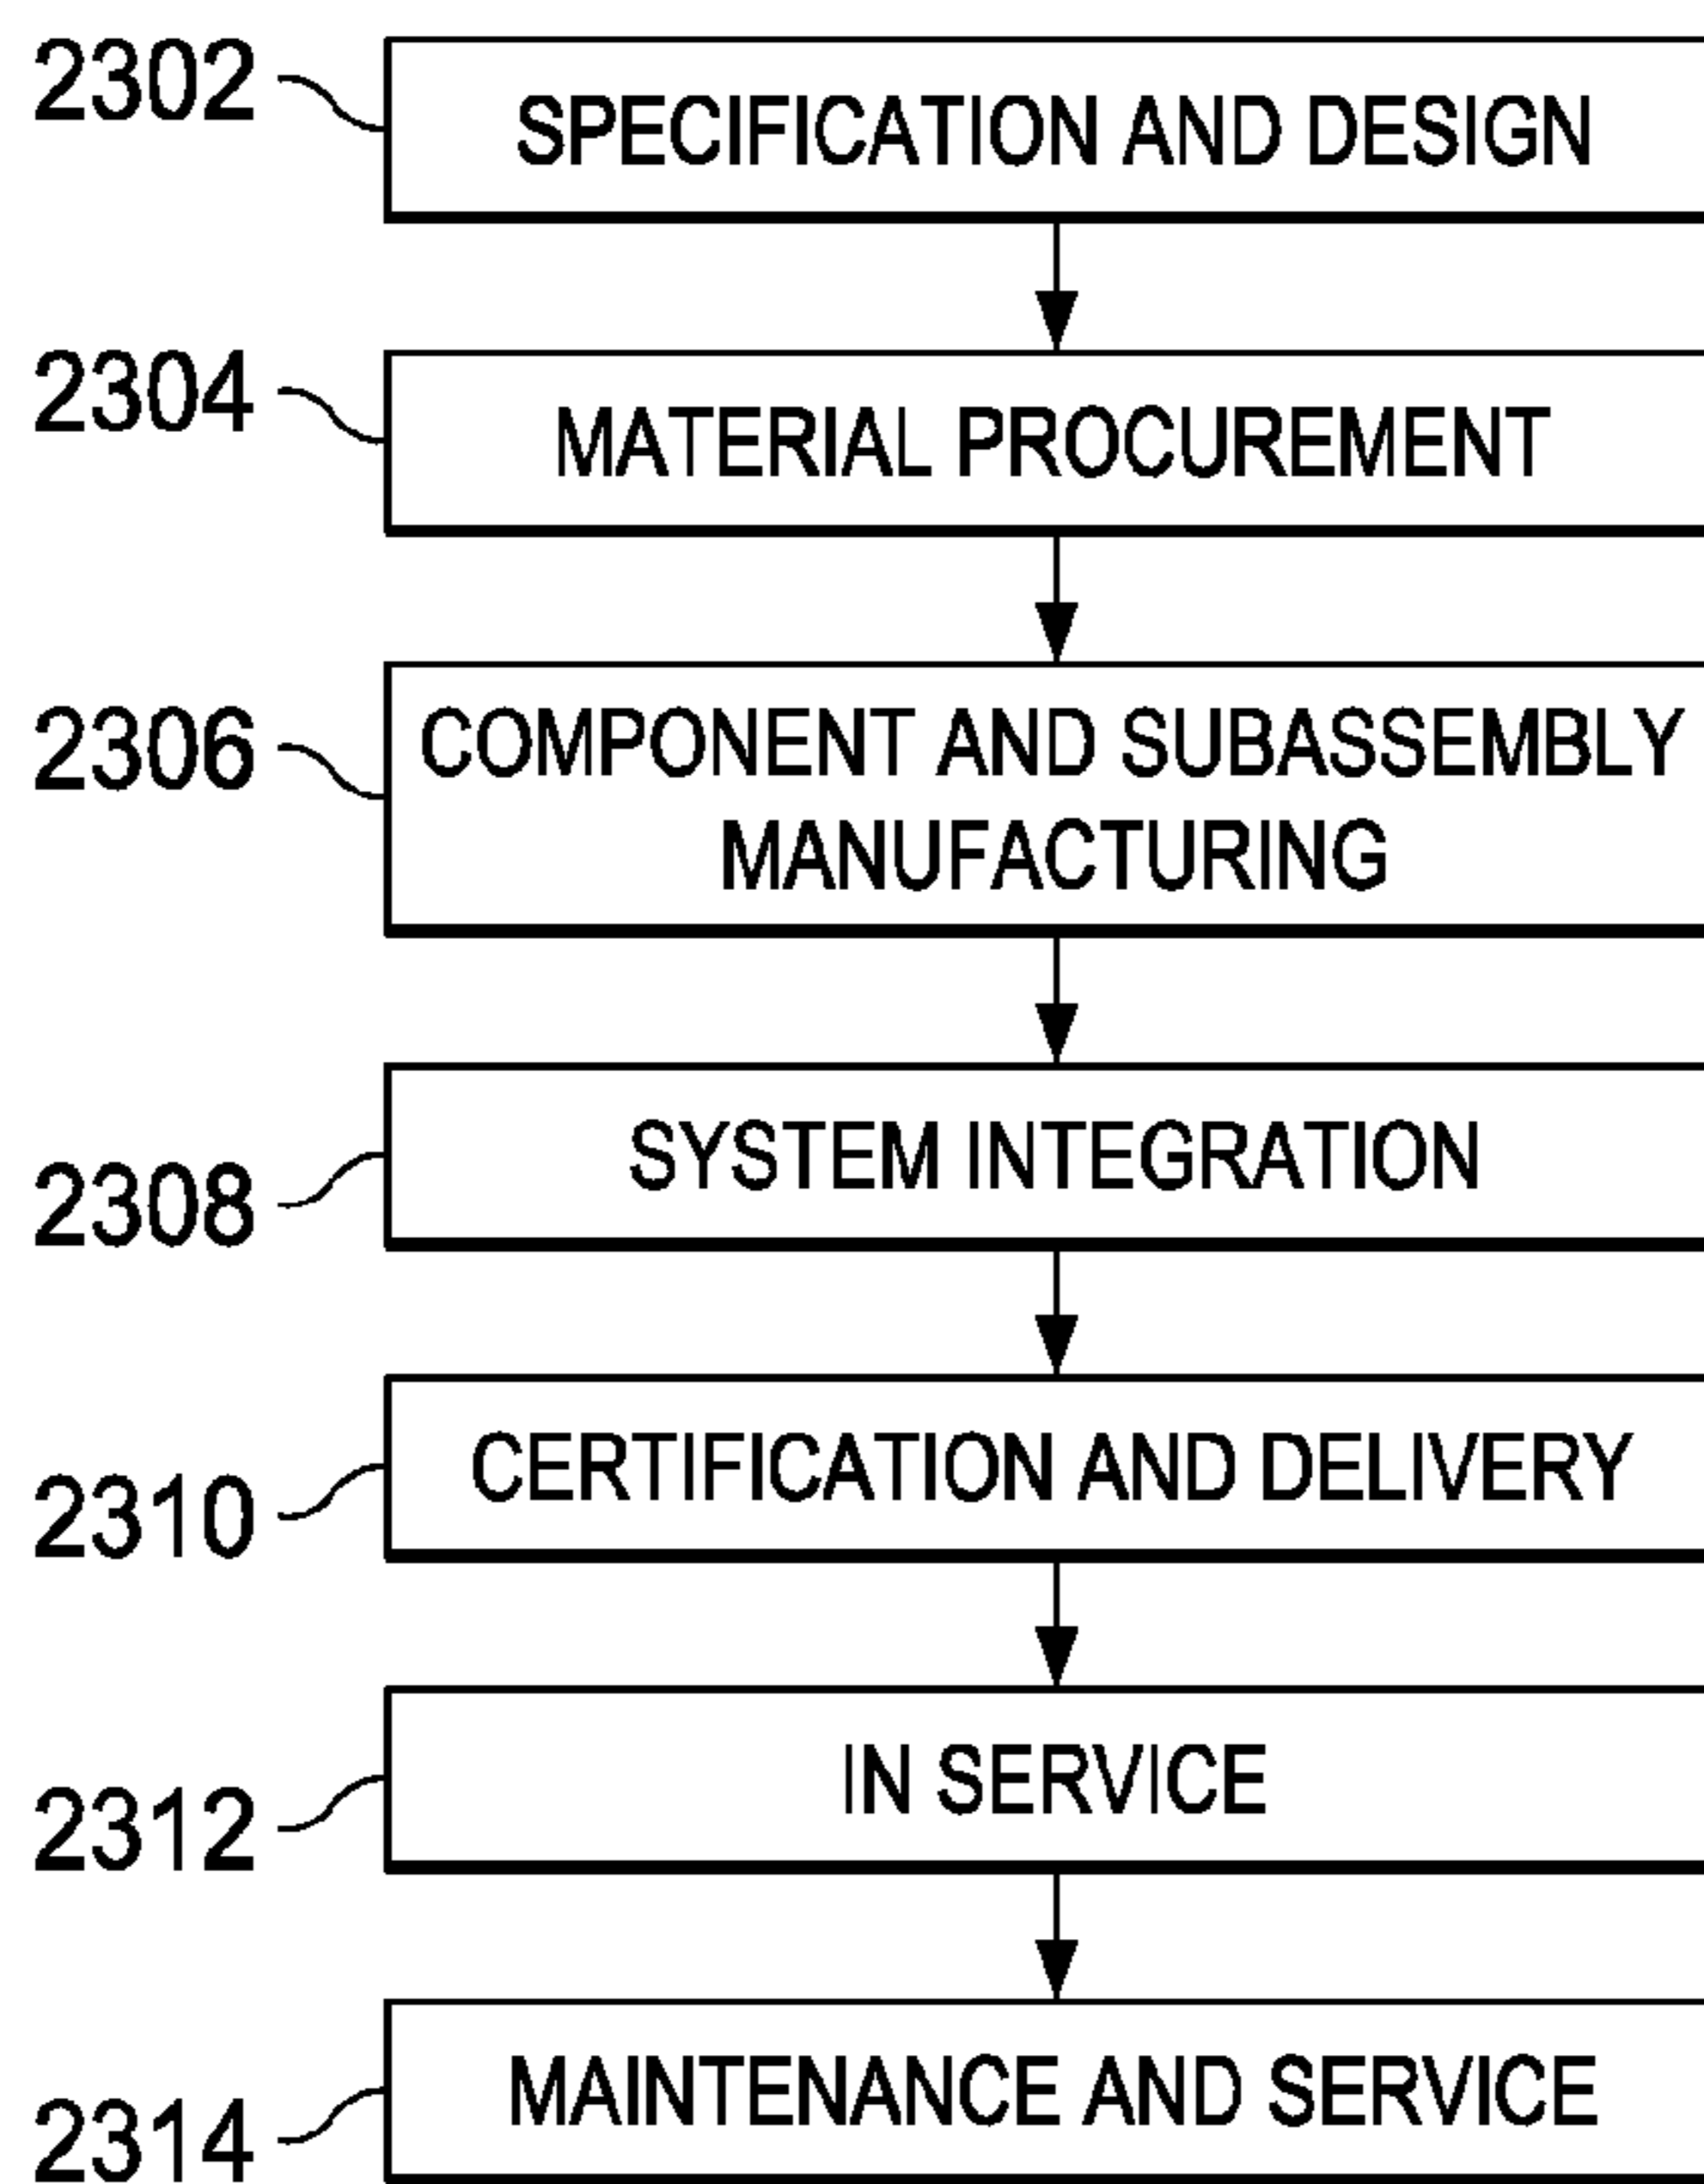 2302
SPECIFICATION AND DESIGN
2304
MATERIAL PROCUREMENT
2306
COMPONENT AND SUBASSEMBLY
MANUFACTURING
2308
SYSTEM INTEGRATION
2310
CERTIFICATION AND DELIVERY
2312
IN SERVICE
2314
MAINTENANCE AND SERVICE